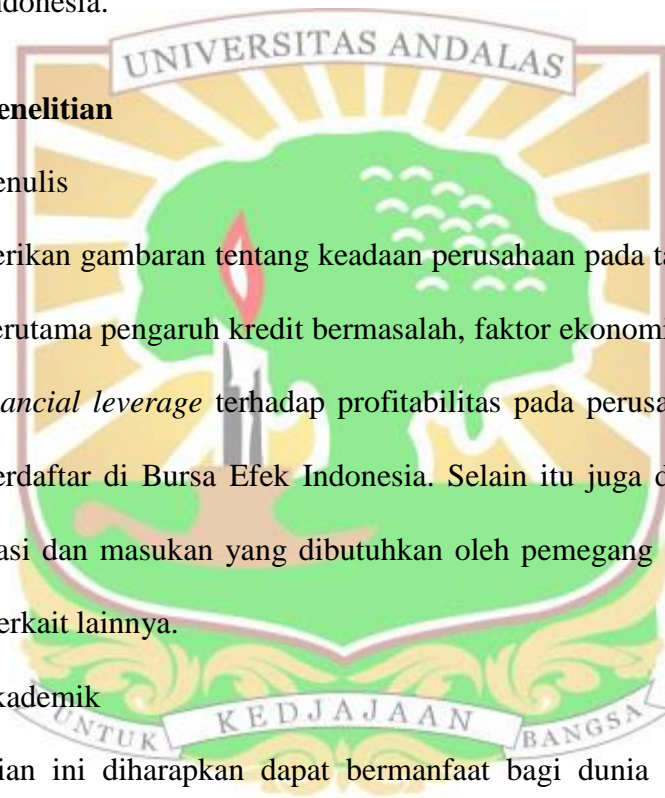 ndonesia.
UNIVERSITAS ANDALAS
enelitian
enulis
erikan gambaran tentang keadaan perusahaan pada ta
erutama pengaruh kredit bermasalah, faktor ekonomi
ancial leverage terhadap profitabilitas pada perusa
erdaftar di Bursa Efek Indonesia. Selain itu juga d
asi dan masukan yang dibutuhkan oleh pemegang
erkait lainnya.
kademik
UNTUK KEDJAJAAN BANGSA
ian ini diharapkan dapat bermanfaat bagi dunia